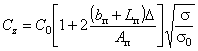 C_z = C_0 [1 + 2 (b_п + L_п)Δ / A_п] √(σ / σ_0)